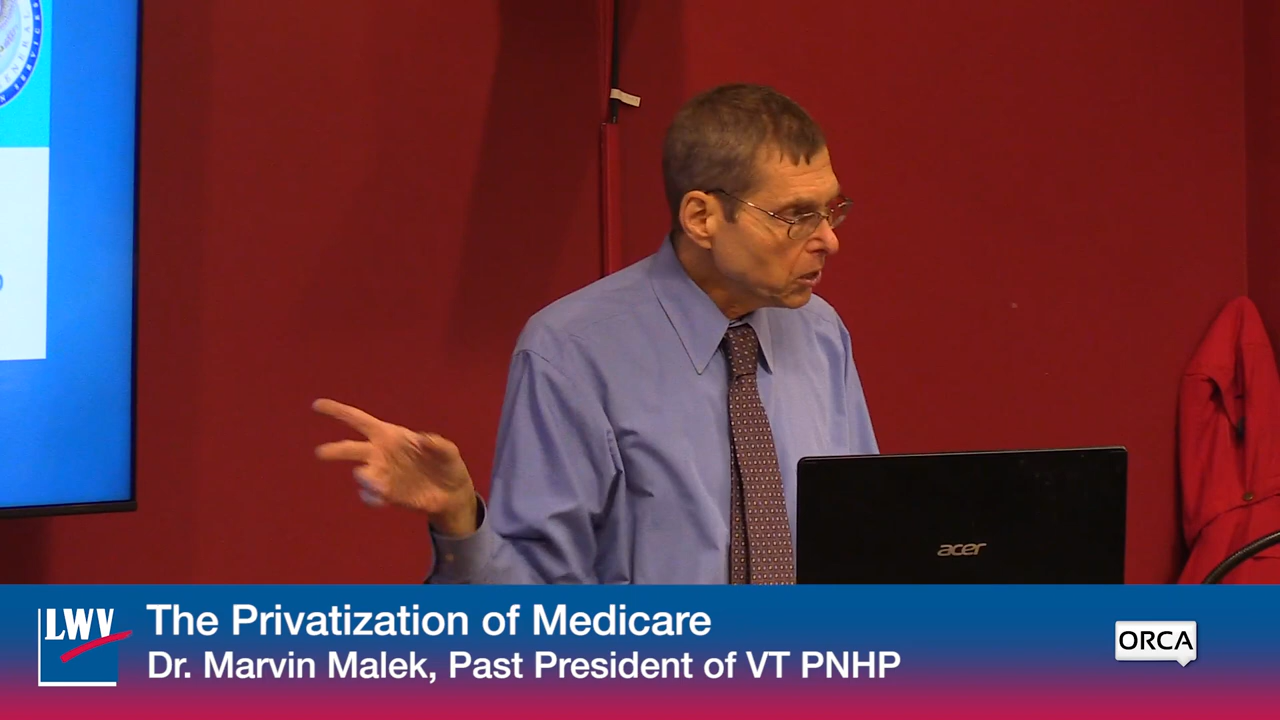 acer
LWV
The Privatization of Medicare
Dr. Marvin Malek, Past President of VT PNHP
ORCA